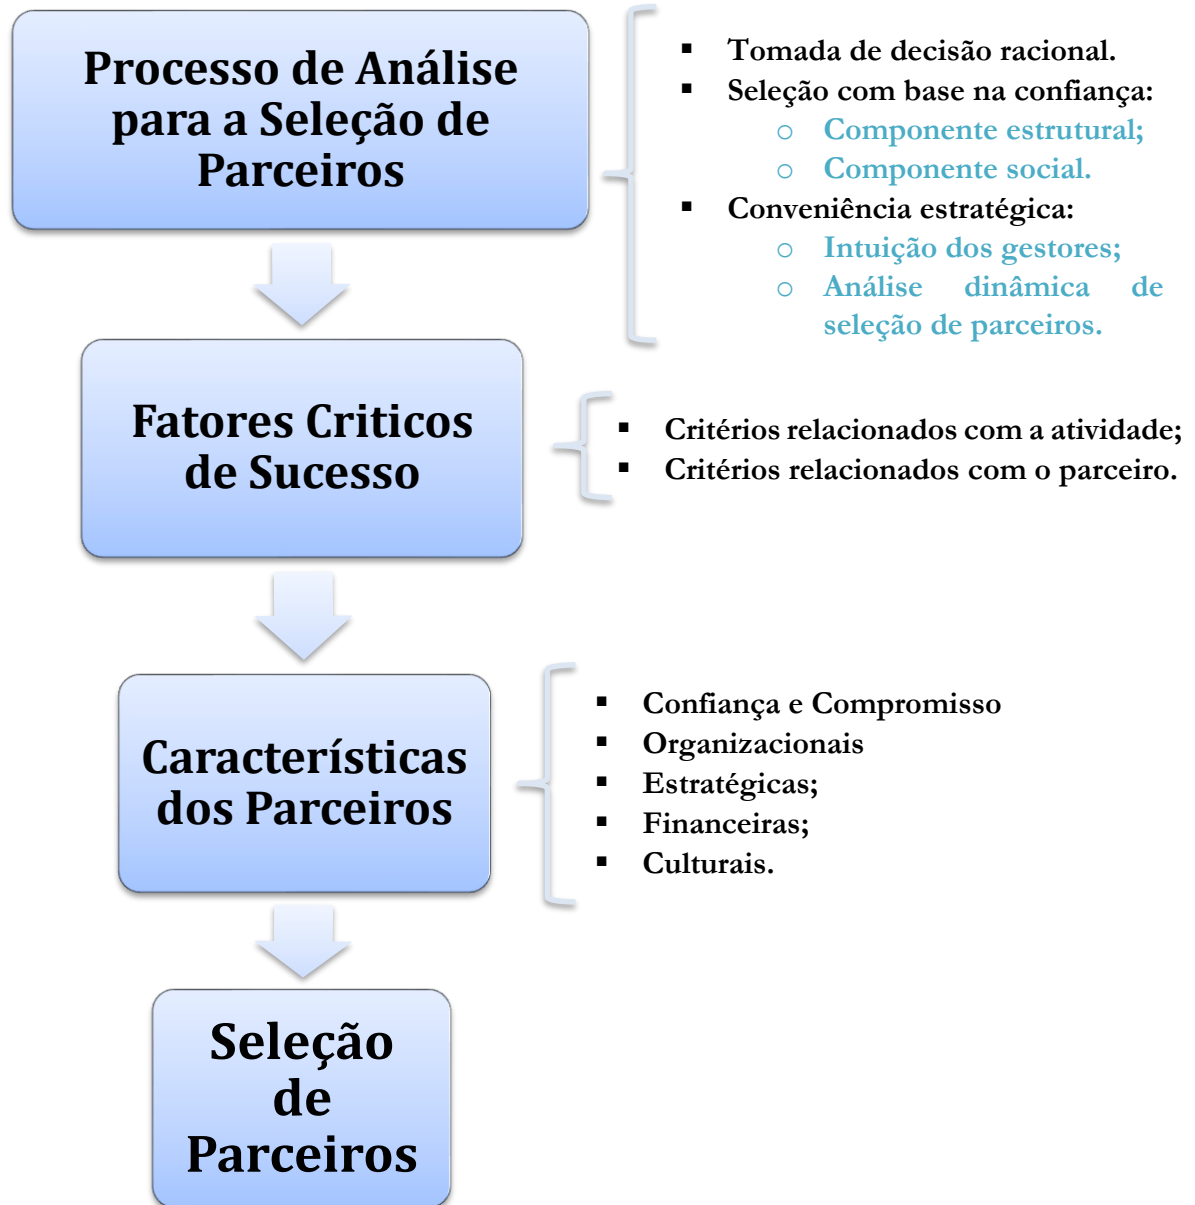 Processo de Análise
para a Seleção de
Parceiros
▪ Tomada de decisão racional.
▪ Seleção com base na confiança:
o Componente estrutural;
o Componente social.
▪ Conveniência estratégica:
o Intuição dos gestores;
o Análise dinâmica de
seleção de parceiros.
Fatores Criticos
de Sucesso
▪ Critérios relacionados com a atividade;
▪ Critérios relacionados com o parceiro.
Características
dos Parceiros
▪ Confiança e Compromisso
▪ Organizacionais
▪ Estratégicas;
▪ Financeiras;
▪ Culturais.
Seleção
de
Parceiros